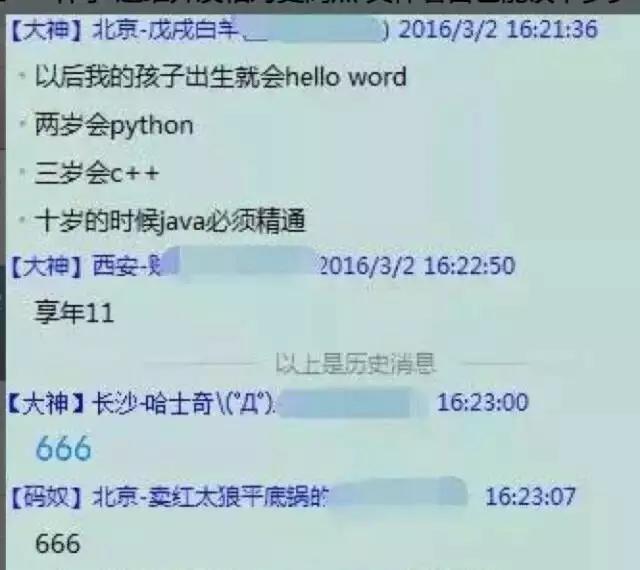 【大神】北京-戊戌白羊 ) 2016/3/2 16:21:36
· 以后我的孩子出生就会hello word
· 两岁会python
· 三岁会c++
· 十岁的时候java必须精通
【大神】西安- 2016/3/2 16:22:50
享年11
以上是历史消息
【大神】长沙-哈士奇\(°Д°) 16:23:00
666
【码奴】北京-卖红太狼平底锅的 16:23:07
666